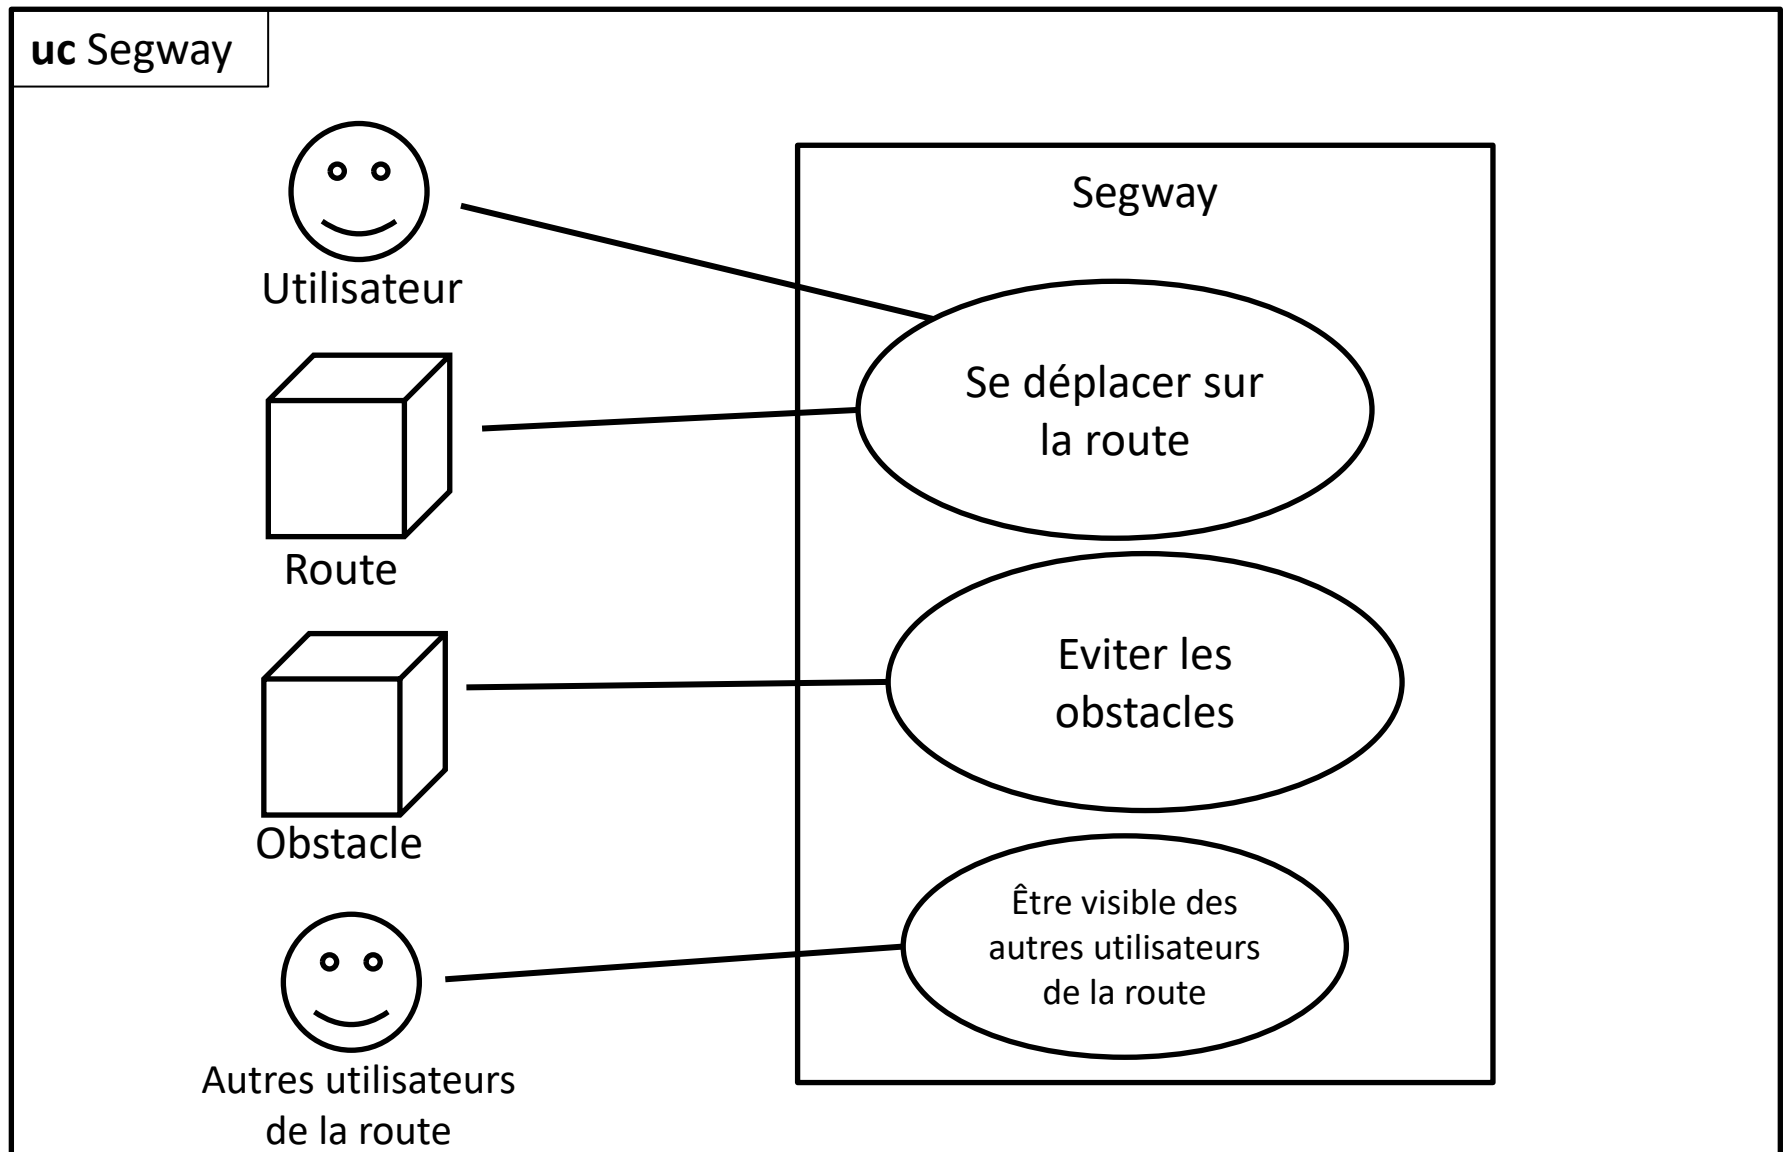 uc Segway
Utilisateur
Segway
Se déplacer sur
la route
Route
Eviter les
obstacles
Obstacle
Être visible des
autres utilisateurs
de la route
Autres utilisateurs
de la route